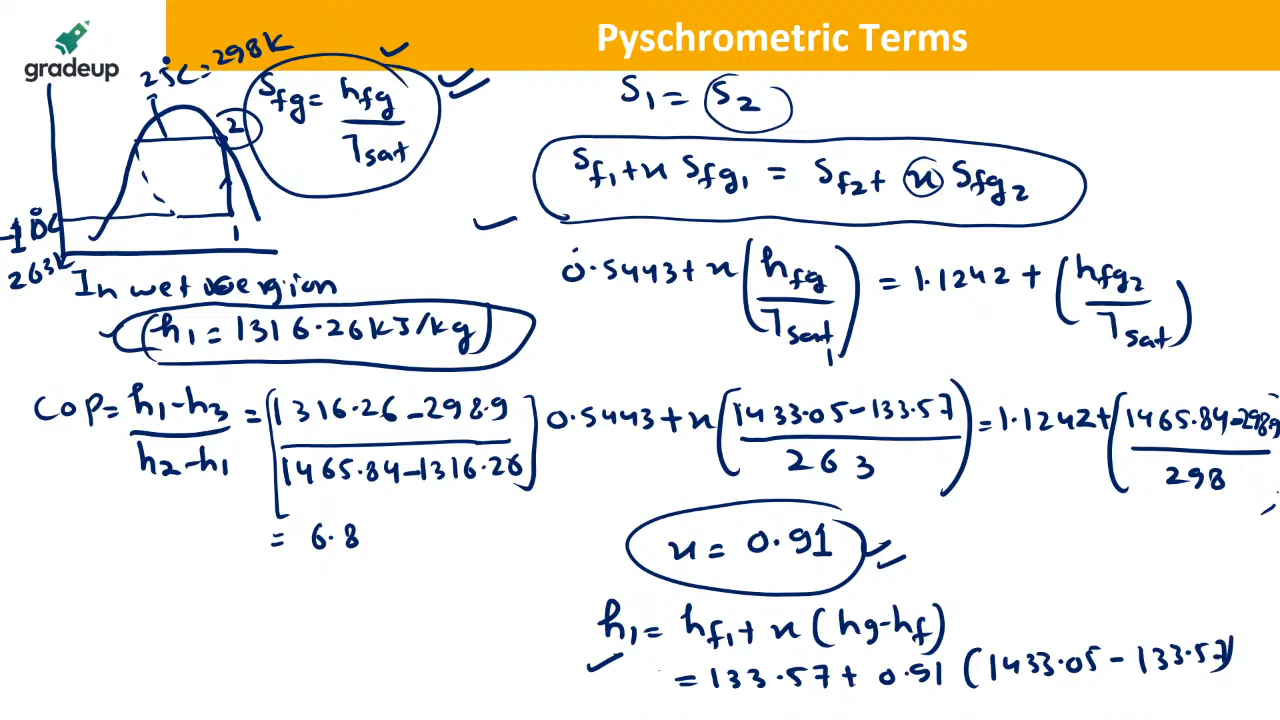 Pyschrometric Terms
gradeup
25°C = 298K
2
-10°C
263K
1
Sfg = hfg / Tsat
In wet version
h1 = 1316.26 kJ/kg
COP = h1-h3 / h2-h1 = [1316.26-298.9 / 1465.84-1316.26]
= 6.8
S1 = S2
Sf1 + x Sfg1 = Sf2 + x Sfg2
0.5443 + x (hfg / Tsat1) = 1.1242 + (hfg2 / Tsat)
0.5443 + x (1433.05-133.57 / 263) = 1.1242 + (1465.84-298.9 / 298)
x = 0.91
h1 = hf1 + x (hg-hf)
= 133.57 + 0.91 (1433.05 - 133.57)